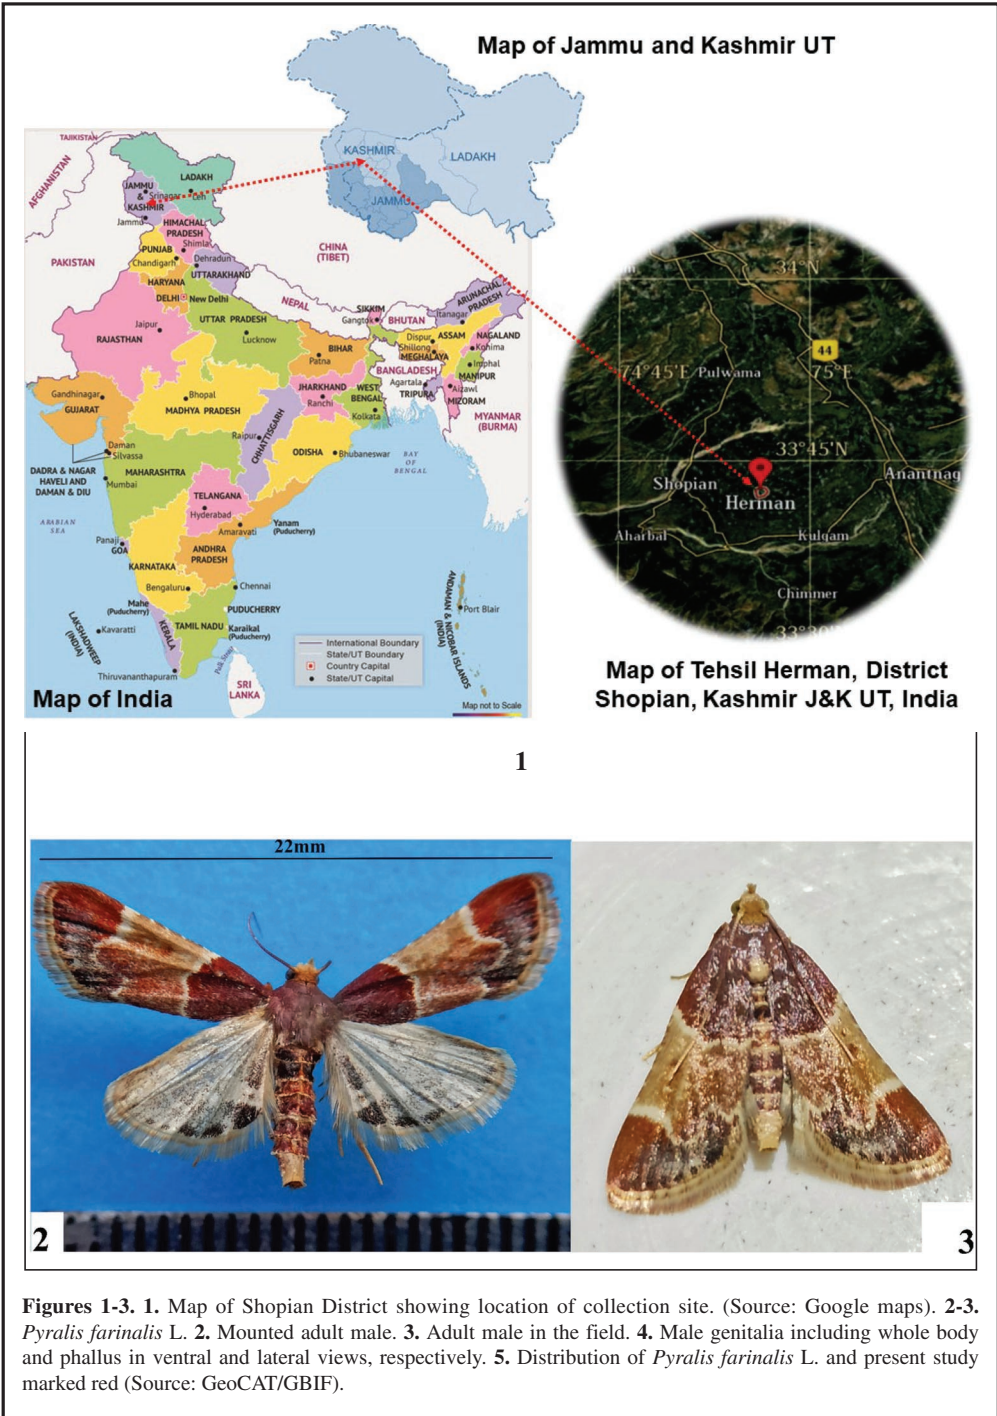 Map of Jammu and Kashmir UT
KASHMIR
LADAKH
JAMMU
TAJIKISTAN
AFGHANISTAN
PAKISTAN
CHINA
(TIBET)
NEPAL
BHUTAN
BANGLADESH
MYANMAR
(BURMA)
SRI
LANKA
LADAKH
Leh
JAMMU
&
KASHMIR
Srinagar
Jammu
HIMACHAL
PRADESH
Shimla
PUNJAB
Chandigarh
Dehradun
UTTARAKHAND
HARYANA
DELHI
New Delhi
UTTAR PRADESH
Lucknow
Jaipur
RAJASTHAN
BIHAR
Patna
SIKKIM
Gangtok
ARUNACHAL
PRADESH
Itanagar
Dispur
ASSAM
NAGALAND
Kohima
Shillong
MEGHALAYA
Imphal
MANIPUR
Agartala
TRIPURA
Aizawl
MIZORAM
Gandhinagar
GUJARAT
Bhopal
MADHYA PRADESH
JHARKHAND
Ranchi
WEST
BENGAL
Kolkata
CHHATTISGARH
Raipur
ODISHA
Bhubaneswar
BAY
OF
BENGAL
Daman
Silvassa
DADRA & NAGAR
HAVELI AND
DAMAN & DIU
MAHARASHTRA
Mumbai
TELANGANA
Hyderabad
ARABIAN
SEA
Amaravati
Yanam
(Puducherry)
Panaji
GOA
ANDHRA
PRADESH
KARNATAKA
Bengaluru
Chennai
Mahe
(Puducherry)
PUDUCHERRY
KERALA
TAMIL NADU
Karaikal
(Puducherry)
LAKSHADWEEP
(INDIA)
Kavaratti
Thiruvananthapuram
Palk Strait
ANDAMAN & NICOBAR ISLANDS
(INDIA)
Port Blair
International Boundary
State/UT Boundary
Country Capital
State/UT Capital
Map not to Scale
Map of India
34°N
44
74°45'E
Pulwama
75°E
33°45'N
Shopian
Anantnag
Herman
Aharbal
Kulgam
Chimmer
33°30'
Map of Tehsil Herman, District
Shopian, Kashmir J&K UT, India
1
22mm
2
3
Figures 1-3. 1. Map of Shopian District showing location of collection site. (Source: Google maps). 2-3.
Pyralis farinalis L. 2. Mounted adult male. 3. Adult male in the field. 4. Male genitalia including whole body
and phallus in ventral and lateral views, respectively. 5. Distribution of Pyralis farinalis L. and present study
marked red (Source: GeoCAT/GBIF).